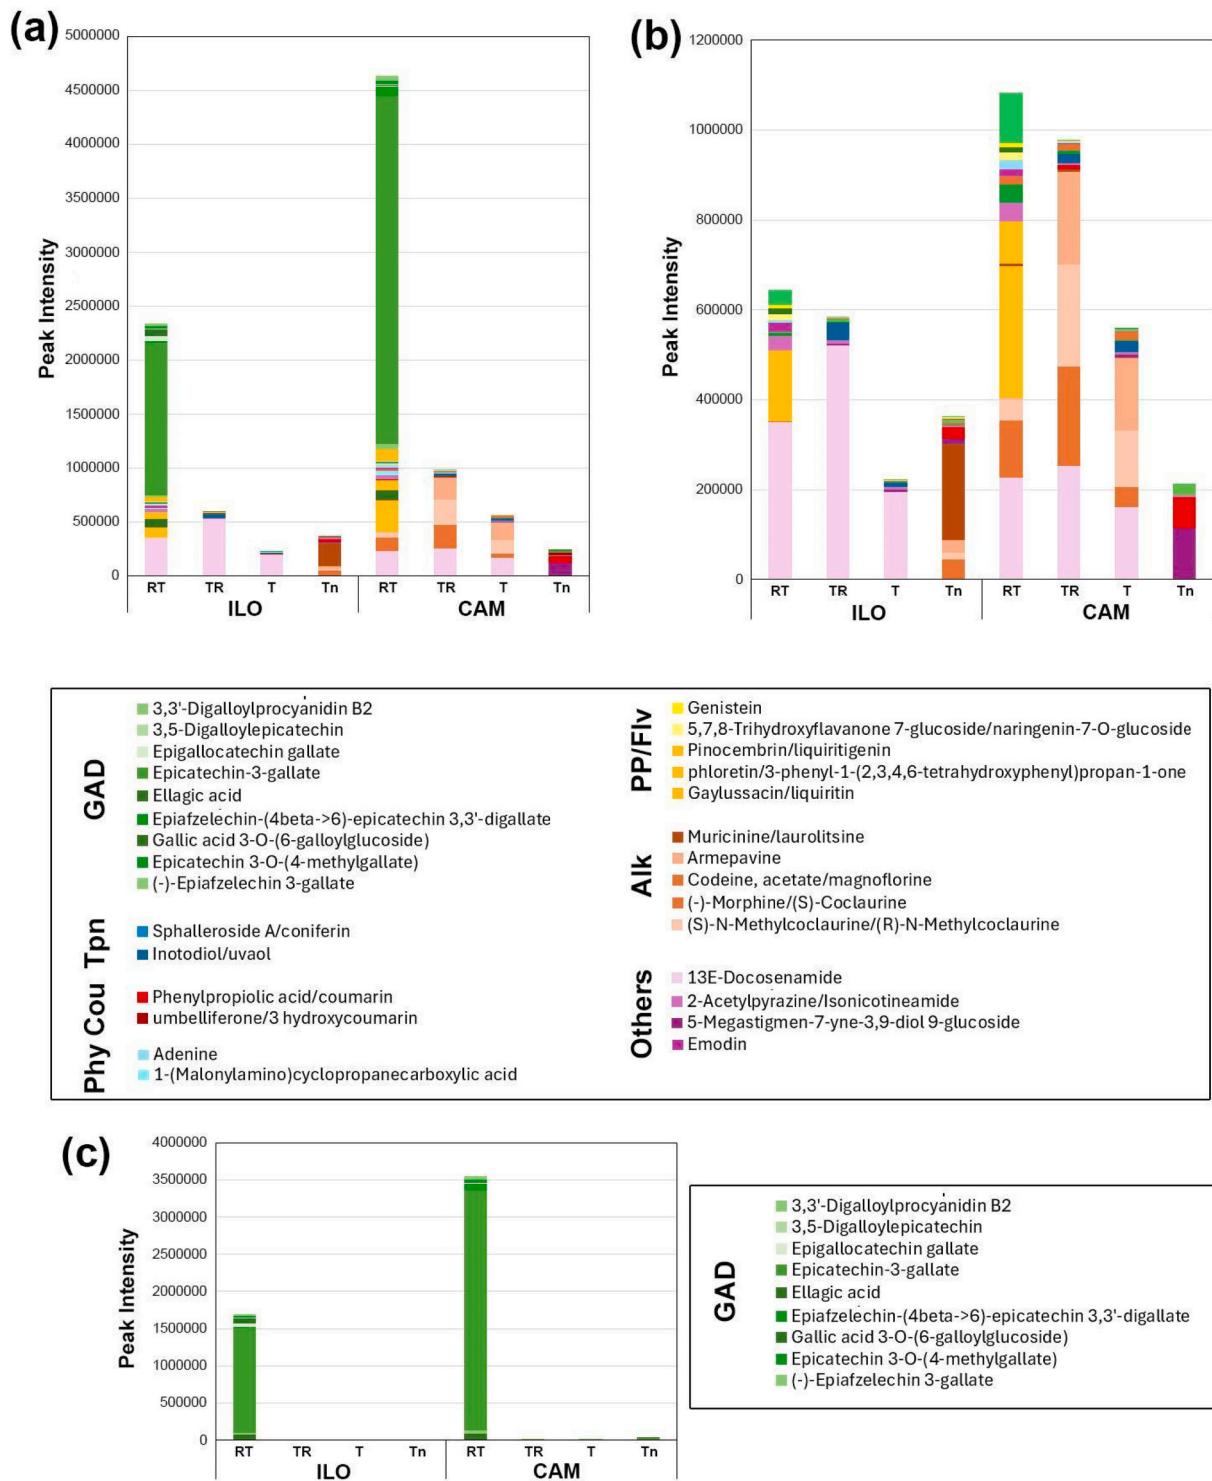 (a)
5000000
4500000
4000000
3500000
3000000
2500000
2000000
1500000
1000000
500000
0
Peak Intensity
RT TR T Tn RT TR T Tn
ILO CAM
(b)
1200000
1000000
800000
600000
400000
200000
0
Peak Intensity
RT TR T Tn RT TR T Tn
ILO CAM
GAD
3,3'-Digalloylprocyanidin B2
3,5-Digalloylepicatechin
Epigallocatechin gallate
Epicatechin-3-gallate
Ellagic acid
Epiafzelechin-(4beta->6)-epicatechin 3,3'-digallate
Gallic acid 3-O-(6-galloylglucoside)
Epicatechin 3-O-(4-methylgallate)
(-)-Epiafzelechin 3-gallate
Tpn
Sphalleroside A/coniferin
Inotodiol/uvaol
Cou
Phenylpropiolic acid/coumarin
umbelliferone/3 hydroxycoumarin
Phy
Adenine
1-(Malonylamino)cyclopropanecarboxylic acid
PP/Flv
Genistein
5,7,8-Trihydroxyflavanone 7-glucoside/naringenin-7-O-glucoside
Pinocembrin/liquiritigenin
phloretin/3-phenyl-1-(2,3,4,6-tetrahydroxyphenyl)propan-1-one
Gaylussacin/liquiritin
Alk
Muricinine/laurolitsine
Armepavine
Codeine, acetate/magnoflorine
(-)-Morphine/(S)-Coclaurine
(S)-N-Methylcoclaurine/(R)-N-Methylcoclaurine
Others
13E-Docosenamide
2-Acetylpyrazine/Isonicotineamide
5-Megastigmen-7-yne-3,9-diol 9-glucoside
Emodin
(c)
4000000
3500000
3000000
2500000
2000000
1500000
1000000
500000
0
Peak Intensity
RT TR T Tn RT TR T Tn
ILO CAM
GAD
3,3'-Digalloylprocyanidin B2
3,5-Digalloylepicatechin
Epigallocatechin gallate
Epicatechin-3-gallate
Ellagic acid
Epiafzelechin-(4beta->6)-epicatechin 3,3'-digallate
Gallic acid 3-O-(6-galloylglucoside)
Epicatechin 3-O-(4-methylgallate)
(-)-Epiafzelechin 3-gallate